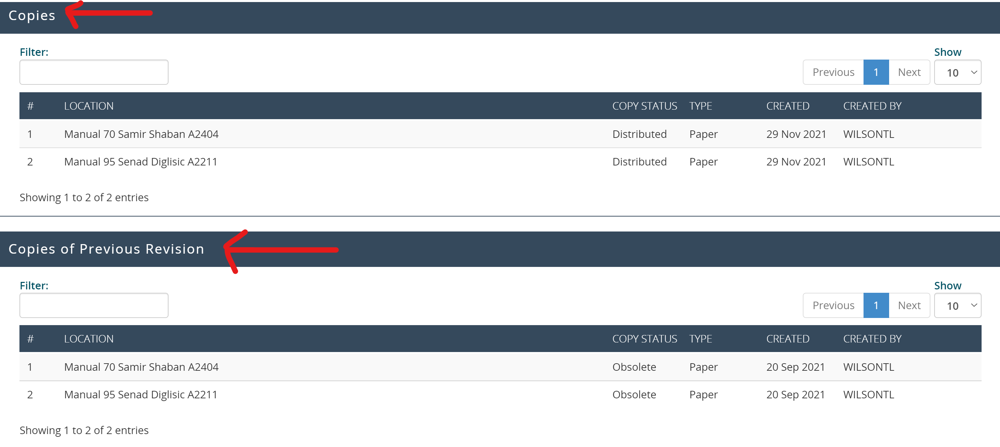 Copies
Filter:
Show
Previous 1 Next 10
# LOCATION COPY STATUS TYPE CREATED CREATED BY
1 Manual 70 Samir Shaban A2404 Distributed Paper 29 Nov 2021 WILSONTL
2 Manual 95 Senad Diglisic A2211 Distributed Paper 29 Nov 2021 WILSONTL
Showing 1 to 2 of 2 entries
Copies of Previous Revision
Filter:
Show
Previous 1 Next 10
# LOCATION COPY STATUS TYPE CREATED CREATED BY
1 Manual 70 Samir Shaban A2404 Obsolete Paper 20 Sep 2021 WILSONTL
2 Manual 95 Senad Diglisic A2211 Obsolete Paper 20 Sep 2021 WILSONTL
Showing 1 to 2 of 2 entries